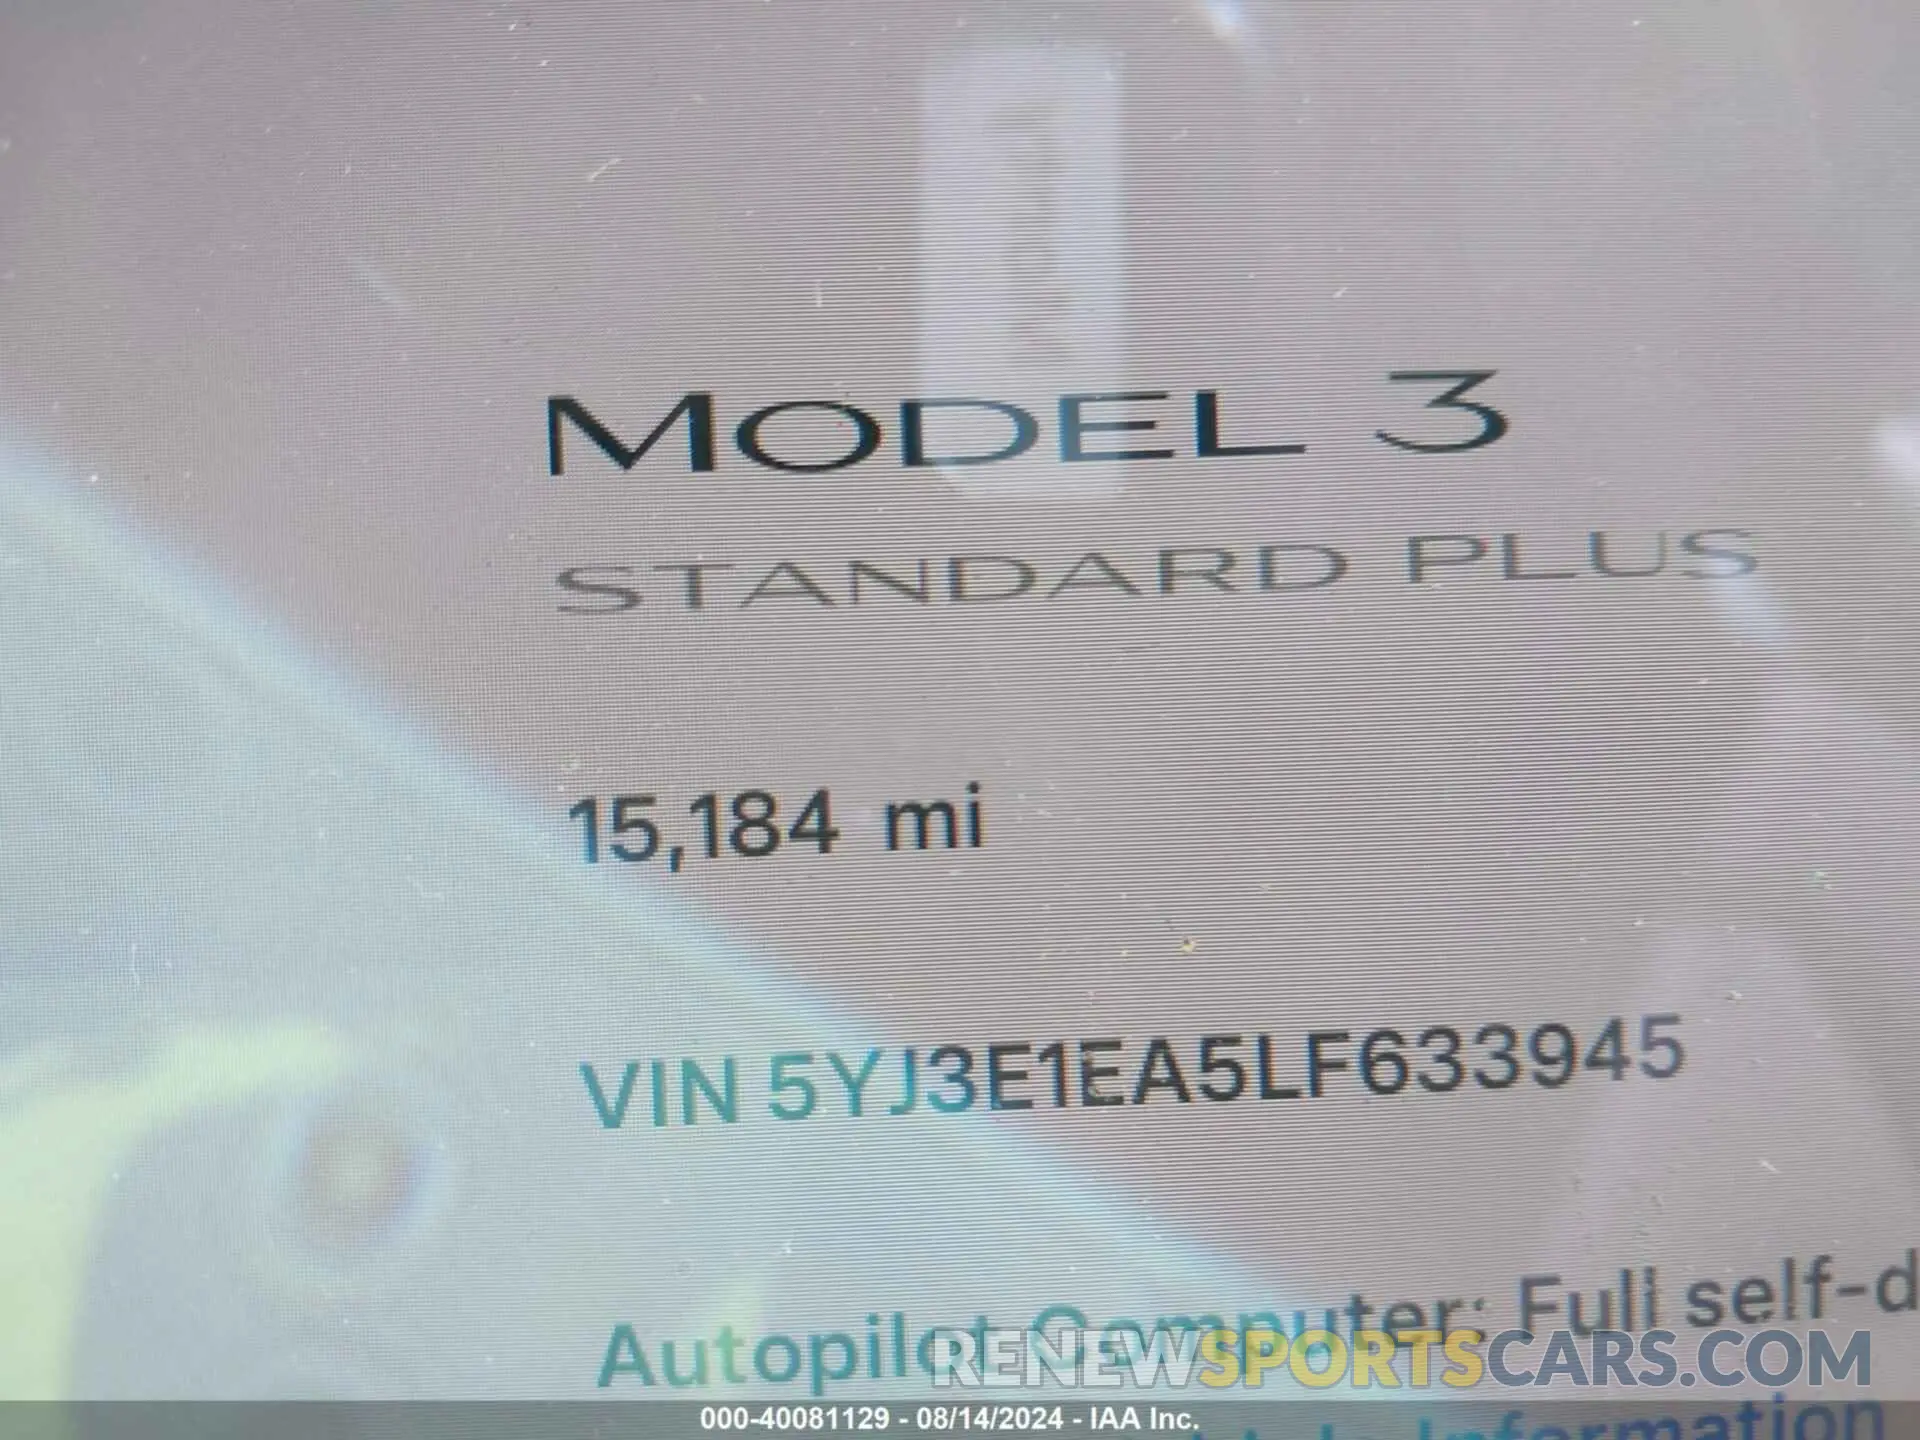 MODEL 3
STANDARD PLUS
15,184 mi
VIN 5YJ3E1EA5LF633945
Autopilot Computer: Full self-d
RENEWSPORTSCARS.COM
Information
000-40081129 - 08/14/2024 - IAA Inc.